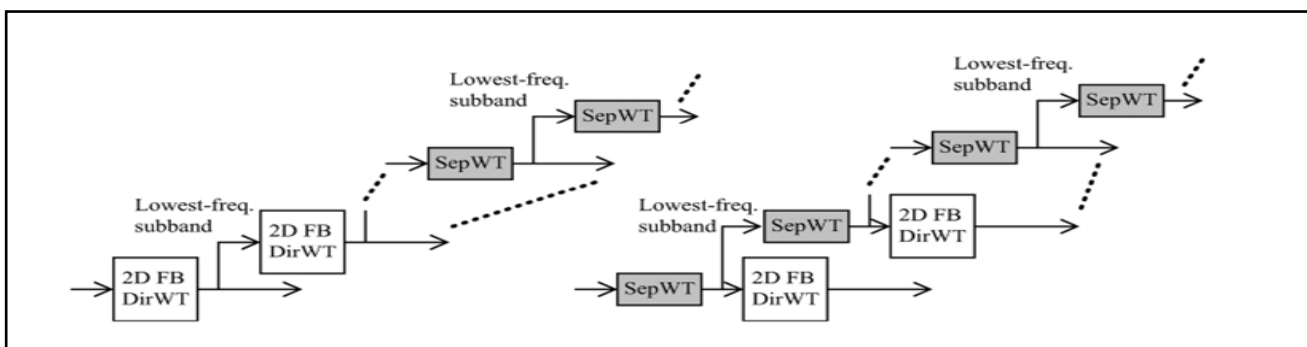 Lowest-freq.
subband
SepWT
SepWT
Lowest-freq.
subband
2D FB
DirWT
2D FB
DirWT
Lowest-freq.
subband
SepWT
SepWT
Lowest-freq.
subband
SepWT
2D FB
DirWT
SepWT
2D FB
DirWT